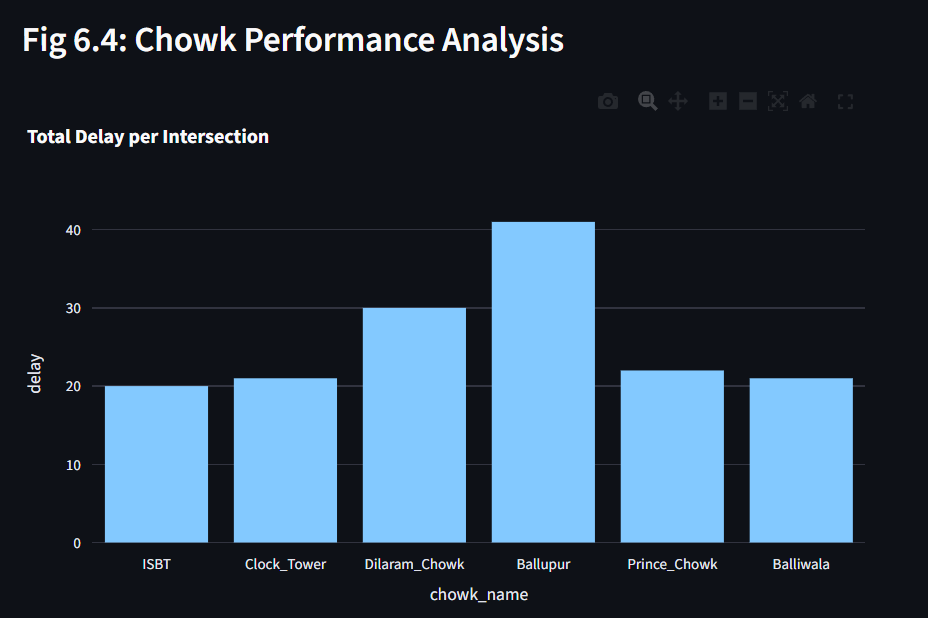 Fig 6.4: Chowk Performance Analysis
Total Delay per Intersection
40
30
20
10
0
delay
ISBT Clock_Tower Dilaram_Chowk Ballupur Prince_Chowk Balliwala
chowk_name